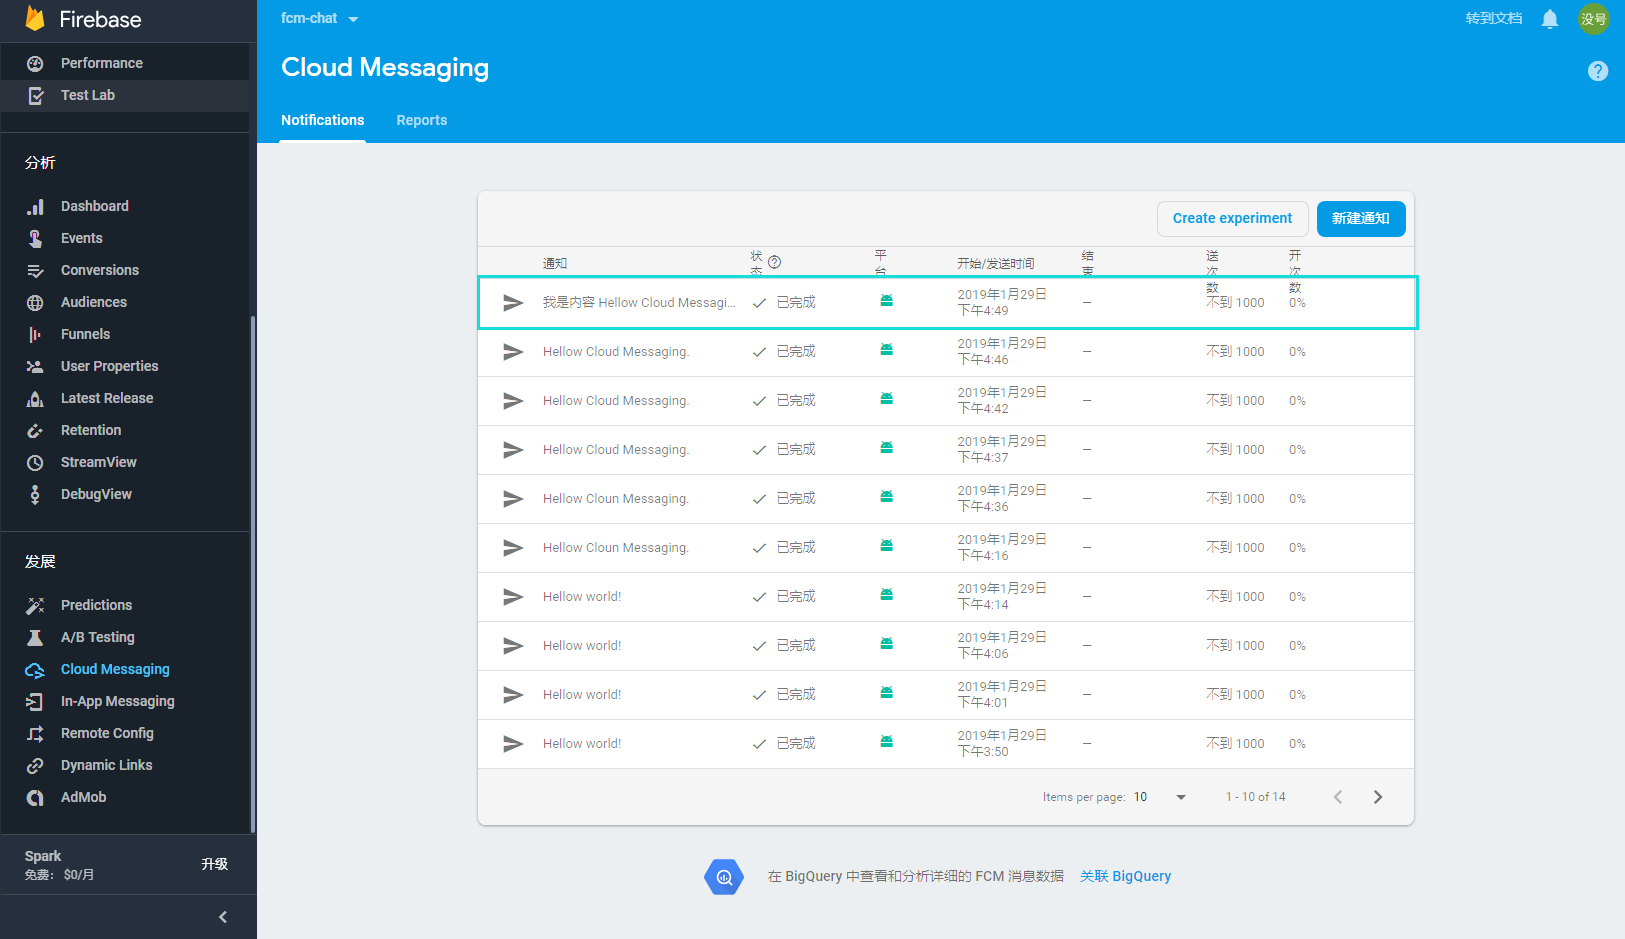 Firebase
Performance
Test Lab
分析
Dashboard
Events
Conversions
Audiences
Funnels
User Properties
Latest Release
Retention
StreamView
DebugView
发展
Predictions
A/B Testing
Cloud Messaging
In-App Messaging
Remote Config
Dynamic Links
AdMob
Spark
免费： $0/月
升级
fcm-chat
转到文档
没号
Cloud Messaging
Notifications Reports
Create experiment 新建通知
通知 状态 平台 开始/发送时间 结束 送次数 开次数
我是内容 Hellow Cloud Messagi... 已完成 2019年1月29日 下午4:49 – 不到 1000 0%
Hellow Cloud Messaging. 已完成 2019年1月29日 下午4:46 – 不到 1000 0%
Hellow Cloud Messaging. 已完成 2019年1月29日 下午4:42 – 不到 1000 0%
Hellow Cloud Messaging. 已完成 2019年1月29日 下午4:37 – 不到 1000 0%
Hellow Cloun Messaging. 已完成 2019年1月29日 下午4:36 – 不到 1000 0%
Hellow Cloun Messaging. 已完成 2019年1月29日 下午4:16 – 不到 1000 0%
Hellow world! 已完成 2019年1月29日 下午4:14 – 不到 1000 0%
Hellow world! 已完成 2019年1月29日 下午4:06 – 不到 1000 0%
Hellow world! 已完成 2019年1月29日 下午4:01 – 不到 1000 0%
Hellow world! 已完成 2019年1月29日 下午3:50 – 不到 1000 0%
Items per page: 10 1 - 10 of 14
在 BigQuery 中查看和分析详细的 FCM 消息数据 关联 BigQuery